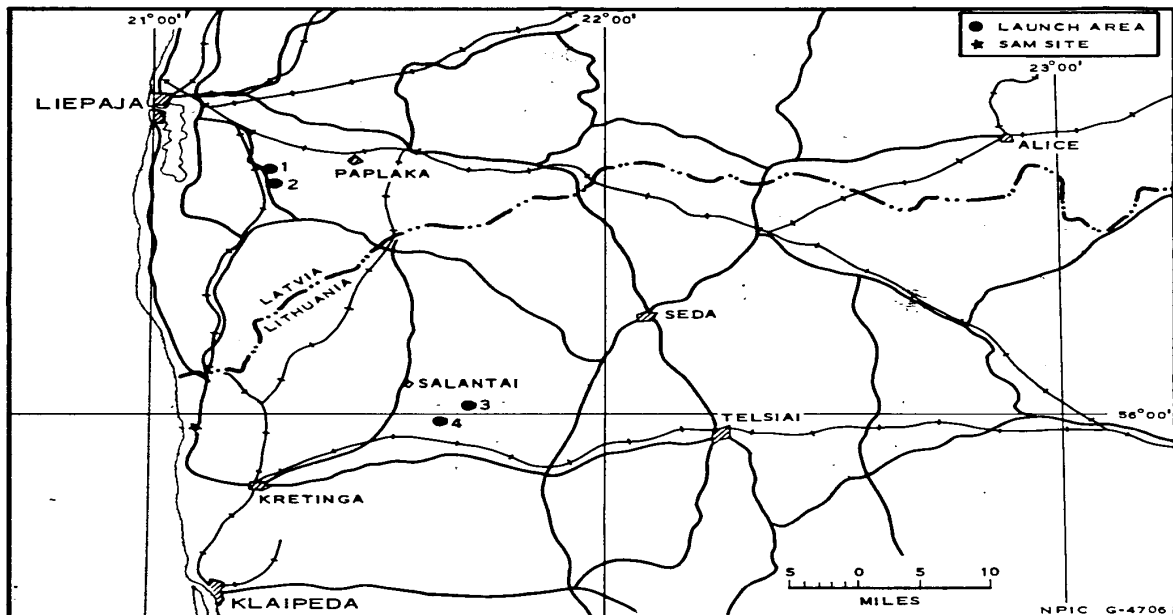 21°00'
22°00'
LAUNCH AREA
SAM SITE
23°00'
LIEPAJA
ALICE
1
PAPLAKA
2
LATVIA
LITHUANIA
SEDA
SALANTAI
3
TELSIAI
56°00'
4
KRETINGA
5 0 5 10
MILES
KLAIPEDA
NPIC G-4706